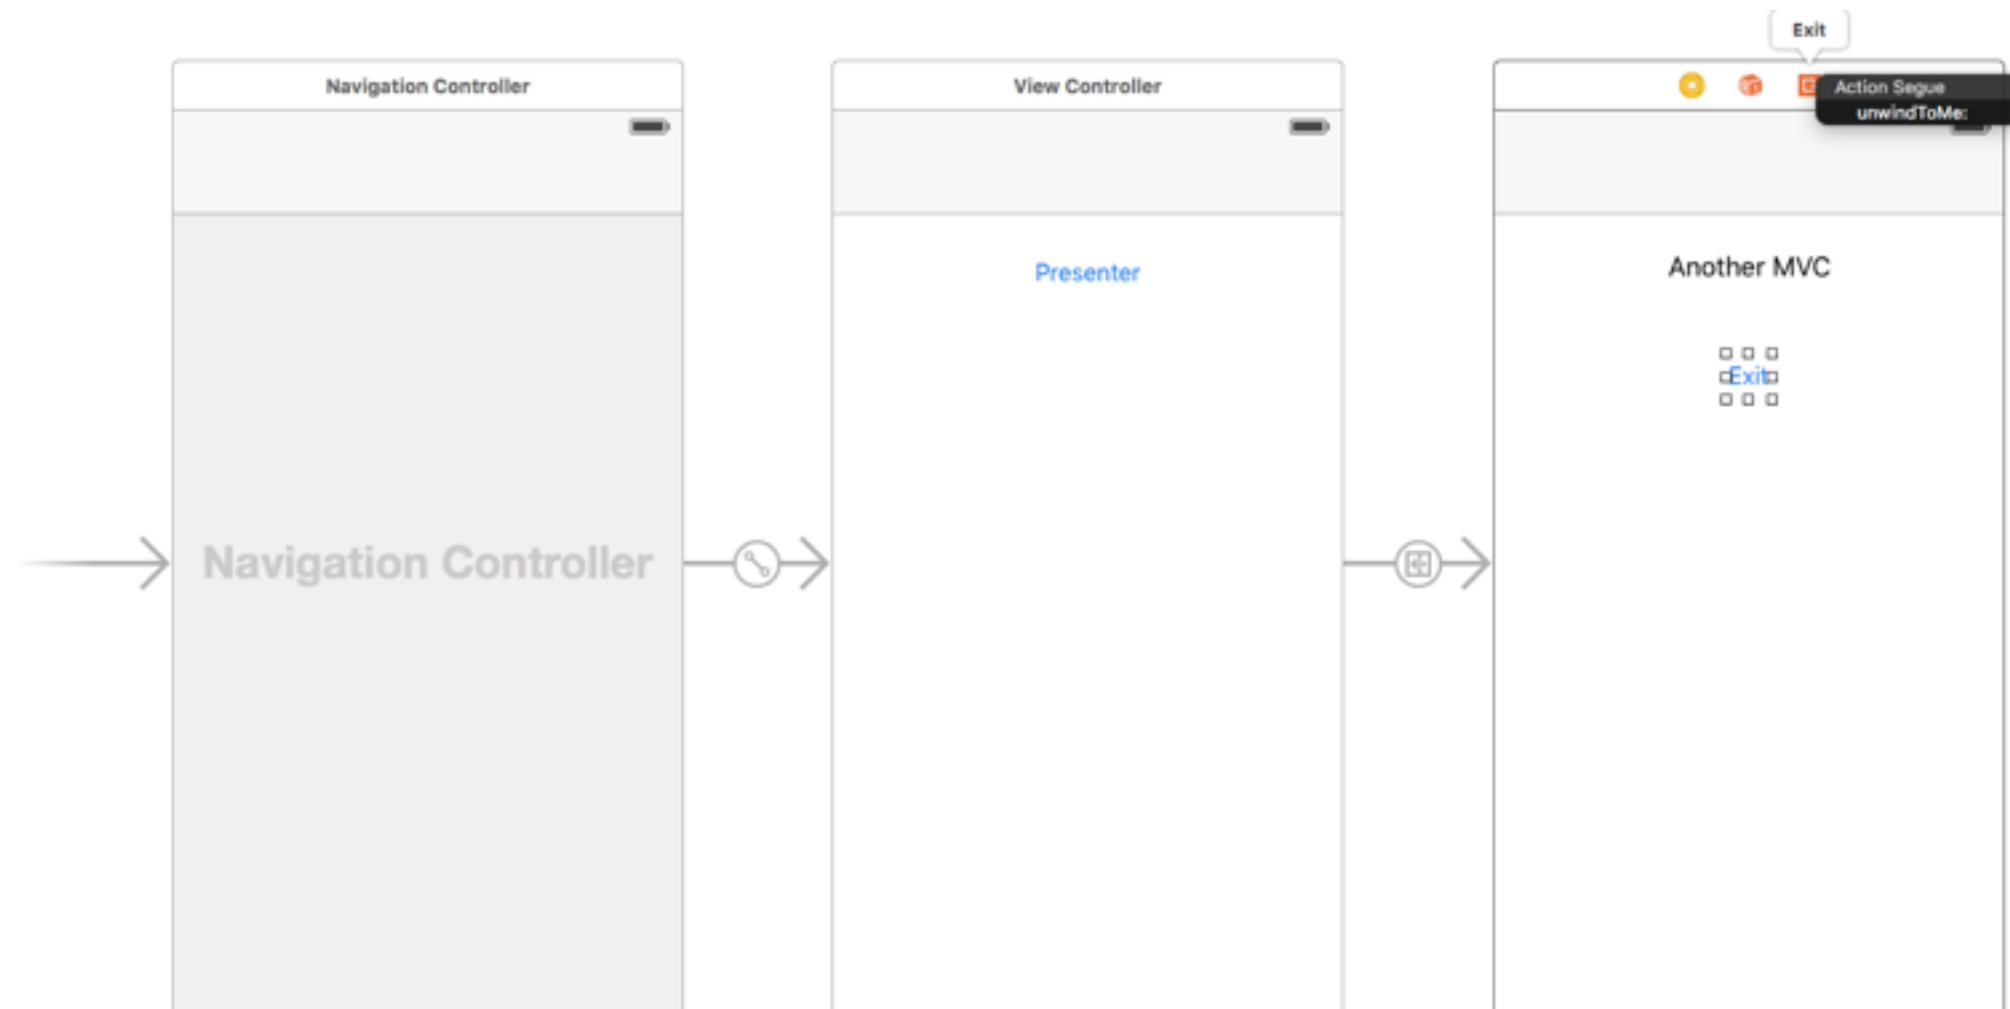 Exit
Navigation Controller
View Controller
Action Segue
unwindToMe:
Presenter
Another MVC
Exit
Navigation Controller